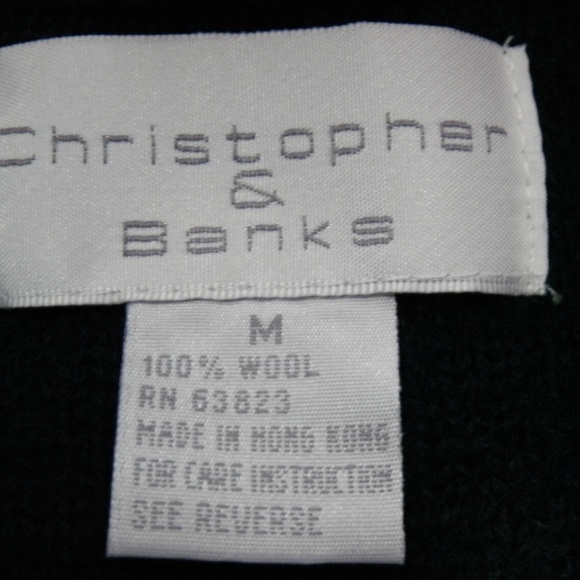 Christopher
&
Banks
M
100% WOOL
RN 63823
MADE IN HONG KONG
FOR CARE INSTRUCTION
SEE REVERSE